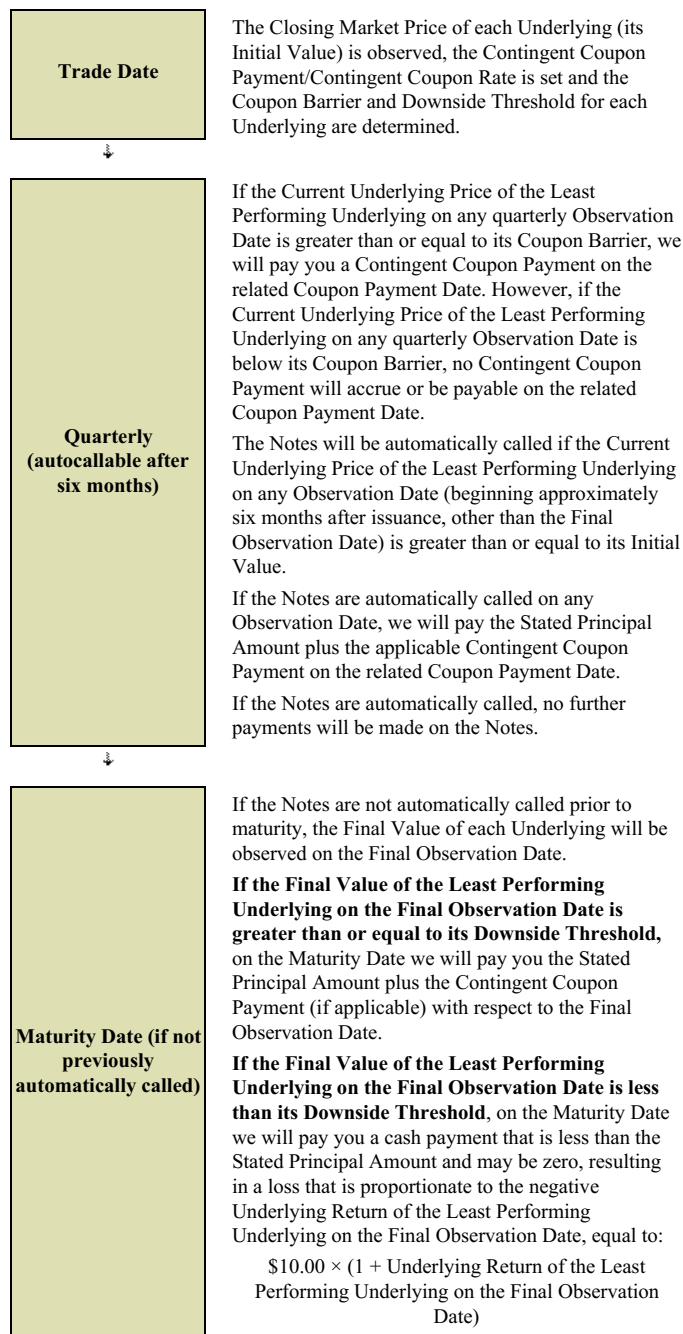 Trade Date
The Closing Market Price of each Underlying (its
Initial Value) is observed, the Contingent Coupon
Payment/Contingent Coupon Rate is set and the
Coupon Barrier and Downside Threshold for each
Underlying are determined.
Quarterly
(autocallable after
six months)
If the Current Underlying Price of the Least
Performing Underlying on any quarterly Observation
Date is greater than or equal to its Coupon Barrier, we
will pay you a Contingent Coupon Payment on the
related Coupon Payment Date. However, if the
Current Underlying Price of the Least Performing
Underlying on any quarterly Observation Date is
below its Coupon Barrier, no Contingent Coupon
Payment will accrue or be payable on the related
Coupon Payment Date.
The Notes will be automatically called if the Current
Underlying Price of the Least Performing Underlying
on any Observation Date (beginning approximately
six months after issuance, other than the Final
Observation Date) is greater than or equal to its Initial
Value.
If the Notes are automatically called on any
Observation Date, we will pay the Stated Principal
Amount plus the applicable Contingent Coupon
Payment on the related Coupon Payment Date.
If the Notes are automatically called, no further
payments will be made on the Notes.
Maturity Date (if not
previously
automatically called)
If the Notes are not automatically called prior to
maturity, the Final Value of each Underlying will be
observed on the Final Observation Date.
If the Final Value of the Least Performing
Underlying on the Final Observation Date is
greater than or equal to its Downside Threshold,
on the Maturity Date we will pay you the Stated
Principal Amount plus the Contingent Coupon
Payment (if applicable) with respect to the Final
Observation Date.
If the Final Value of the Least Performing
Underlying on the Final Observation Date is less
than its Downside Threshold, on the Maturity Date
we will pay you a cash payment that is less than the
Stated Principal Amount and may be zero, resulting
in a loss that is proportionate to the negative
Underlying Return of the Least Performing
Underlying on the Final Observation Date, equal to:
$10.00 × (1 + Underlying Return of the Least
Performing Underlying on the Final Observation
Date)